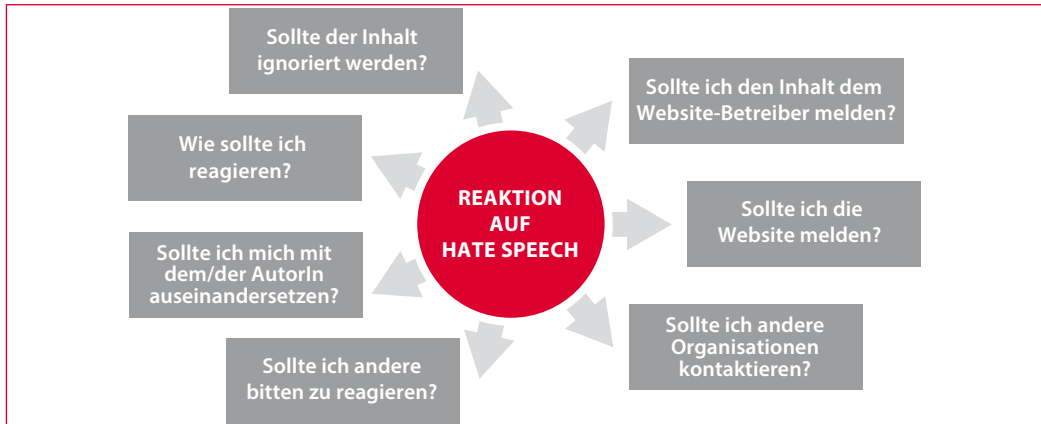 Sollte der Inhalt
ignoriert werden?
Sollte ich den Inhalt dem
Website-Betreiber melden?
Wie sollte ich
reagieren?
REAKTION
AUF
HATE SPEECH
Sollte ich die
Website melden?
Sollte ich mich mit
dem/der AutorIn
auseinandersetzen?
Sollte ich andere
Organisationen
kontaktieren?
Sollte ich andere
bitten zu reagieren?